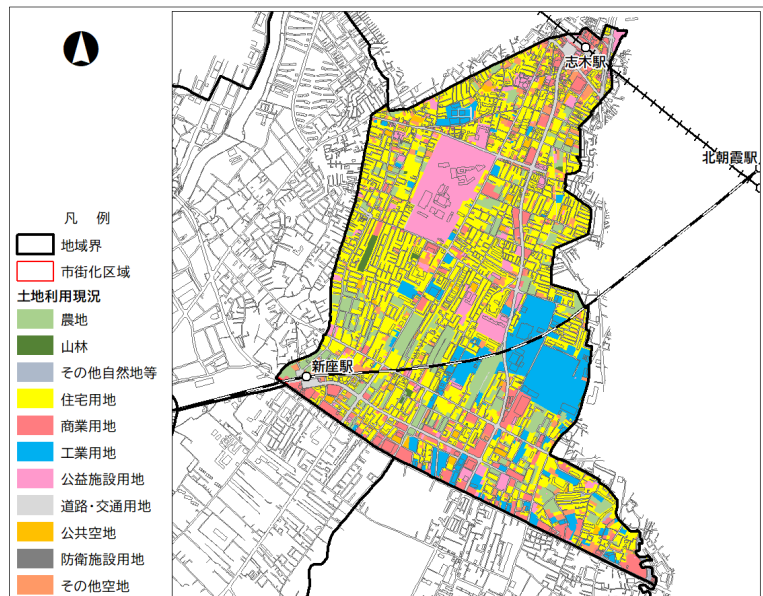 志木駅
北朝霞駅
新座駅
凡 例
地域界
市街化区域
土地利用現況
農地
山林
その他自然地等
住宅用地
商業用地
工業用地
公益施設用地
道路・交通用地
公共空地
防衛施設用地
その他空地